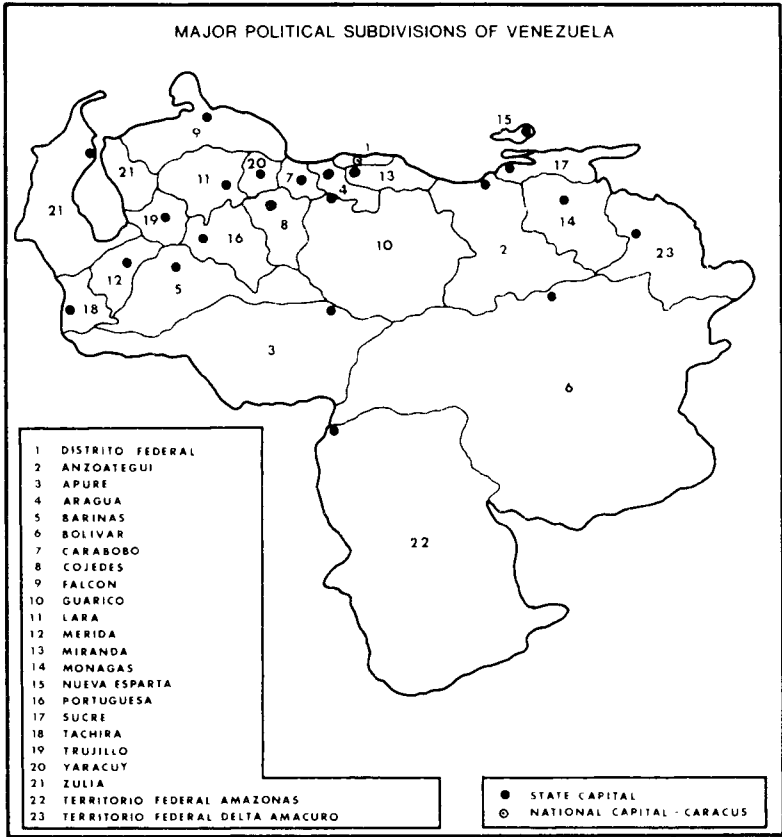 MAJOR POLITICAL SUBDIVISIONS OF VENEZUELA
15
1
9
17
20
21
11
7
4
13
14
21
19
8
16
10
2
23
12
5
18
3
6
22
1 DISTRITO FEDERAL
2 ANZOATEGUI
3 APURE
4 ARAGUA
5 BARINAS
6 BOLIVAR
7 CARABOBO
8 COJEDES
9 FALCON
10 GUARICO
11 LARA
12 MERIDA
13 MIRANDA
14 MONAGAS
15 NUEVA ESPARTA
16 PORTUGUESA
17 SUCRE
18 TACHIRA
19 TRUJILLO
20 YARACUY
21 ZULIA
22 TERRITORIO FEDERAL AMAZONAS
23 TERRITORIO FEDERAL DELTA AMACURO
STATE CAPITAL
NATIONAL CAPITAL - CARACUS